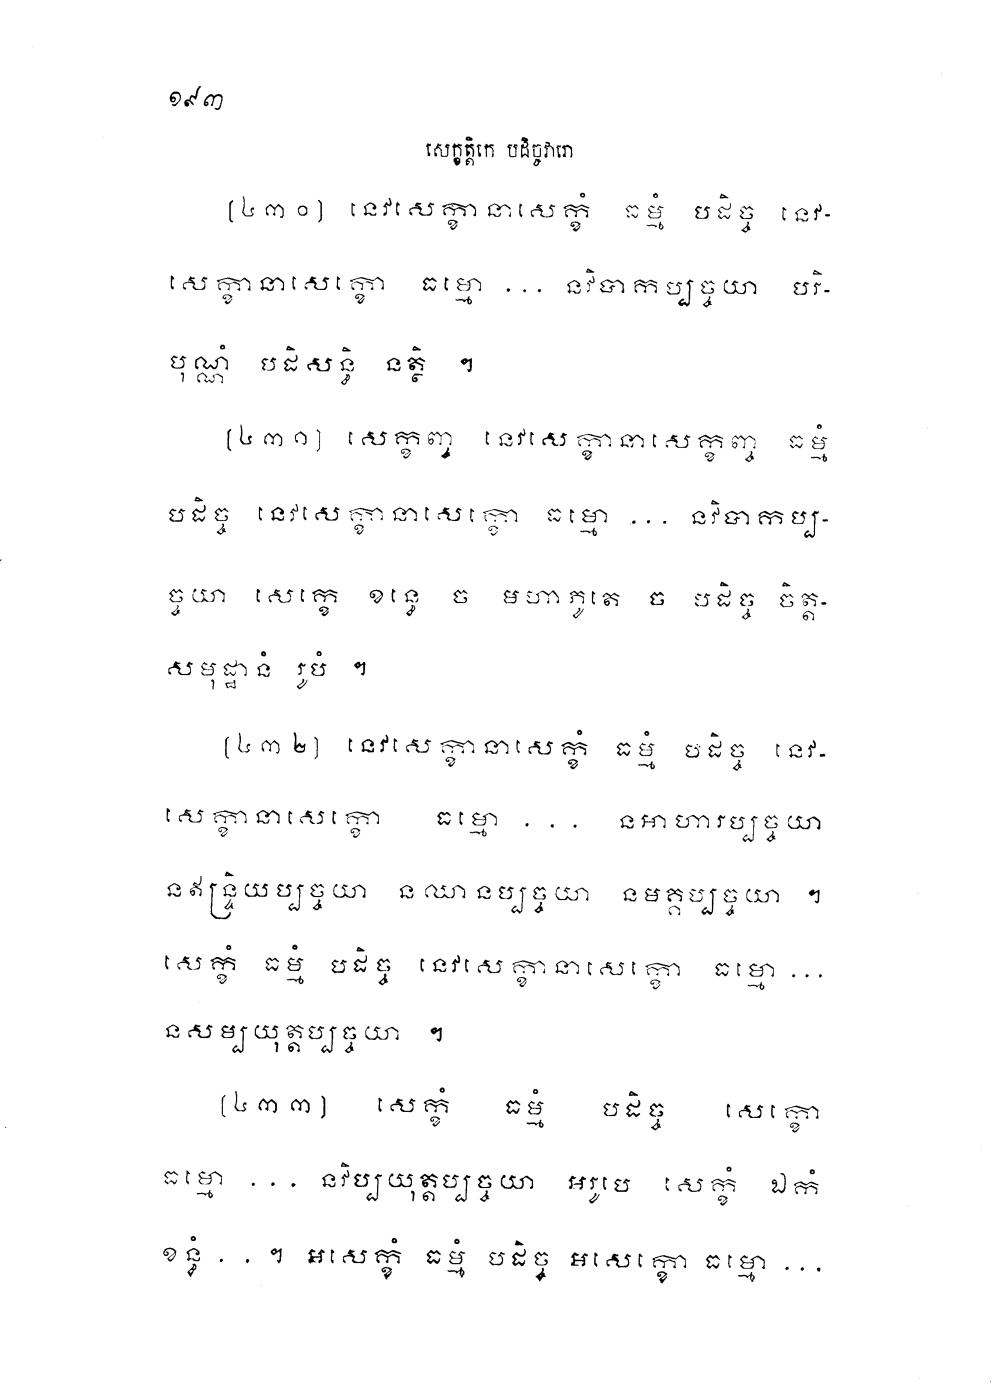 ១៩៣
សេក្ខត្តិកេ បដិច្ចវារោ
[៤៣០] នេវសេក្ខានាសេក្ខំ ធម្មំ បដិច្ច នេវ-
សេក្ខានាសេក្ខោ ធម្មោ ... នវិបាកប្បច្ចយា បរិ-
បុណ្ណំ បដិសន្ធិ នត្ថិ ។
[៤៣១] សេក្ខញ្ច នេវសេក្ខានាសេក្ខញ្ច ធម្មំ
បដិច្ច នេវសេក្ខានាសេក្ខោ ធម្មោ ... នវិបាកប្ប-
ច្ចយា សេក្ខេ ខន្ធេ ច មហាភូតេ ច បដិច្ច ចិត្ត-
សមុដ្ឋានំ រូបំ ។
[៤៣២] នេវសេក្ខានាសេក្ខំ ធម្មំ បដិច្ច នេវ-
សេក្ខានាសេក្ខោ ធម្មោ ... នអាហារប្បច្ចយា
នឥន្ទ្រិយប្បច្ចយា នឈានប្បច្ចយា នមគ្គប្បច្ចយា ។
សេក្ខំ ធម្មំ បដិច្ច នេវសេក្ខានាសេក្ខោ ធម្មោ ...
នសម្បយុត្តប្បច្ចយា ។
[៤៣៣] សេក្ខំ ធម្មំ បដិច្ច សេក្ខោ
ធម្មោ ... នវិប្បយុត្តប្បច្ចយា អរូបេ សេក្ខំ ឯកំ
ខន្ធំ .. ។ អសេក្ខំ ធម្មំ បដិច្ច អសេក្ខោ ធម្មោ ...